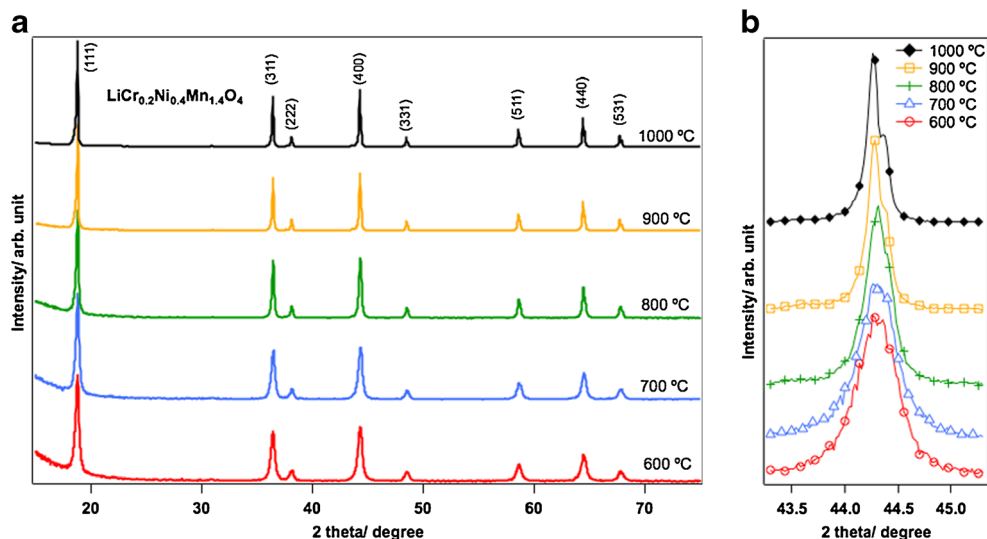 a
LiCr0.2Ni0.4Mn1.4O4
(111)
(311)
(222)
(400)
(331)
(511)
(440)
(531)
1000 ºC
900 ºC
800 ºC
700 ºC
600 ºC
Intensity/ arb. unit
20 30 40 50 60 70
2 theta/ degree
b
1000 ºC
900 ºC
800 ºC
700 ºC
600 ºC
Intensity/ arb. unit
43.5 44.0 44.5 45.0
2 theta/ degree